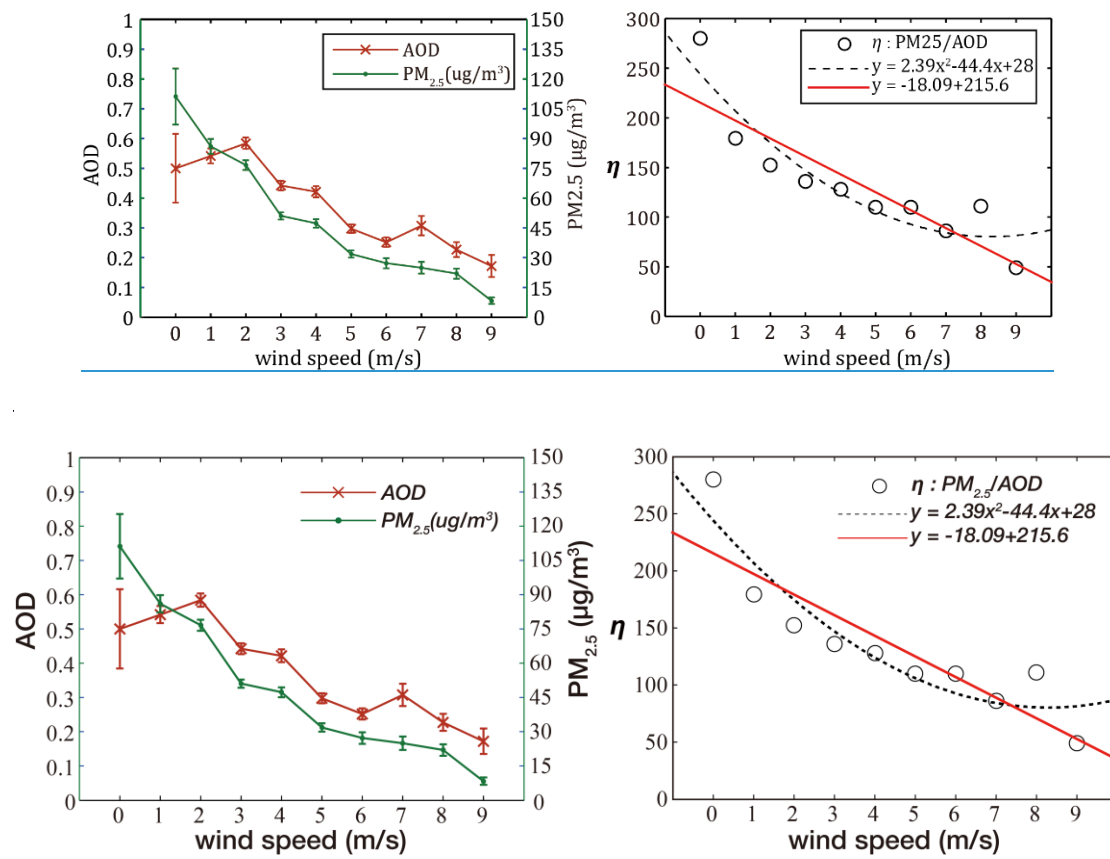 1
0.9
0.8
0.7
0.6
0.5
0.4
0.3
0.2
0.1
0
AOD
AOD
PM2.5(ug/m³)
150
135
120
105
90
75
60
45
30
15
0
PM2.5 (µg/m³)
0 1 2 3 4 5 6 7 8 9
wind speed (m/s)
300
250
200
150
100
50
0
η
η : PM25/AOD
y = 2.39x²-44.4x+28
y = -18.09+215.6
0 1 2 3 4 5 6 7 8 9
wind speed (m/s)
1
0.9
0.8
0.7
0.6
0.5
0.4
0.3
0.2
0.1
0
AOD
AOD
PM2.5(ug/m³)
150
135
120
105
90
75
60
45
30
15
0
PM2.5 (µg/m³)
0 1 2 3 4 5 6 7 8 9
wind speed (m/s)
300
250
200
150
100
50
0
η
η : PM2.5/AOD
y = 2.39x²-44.4x+28
y = -18.09+215.6
0 1 2 3 4 5 6 7 8 9
wind speed (m/s)